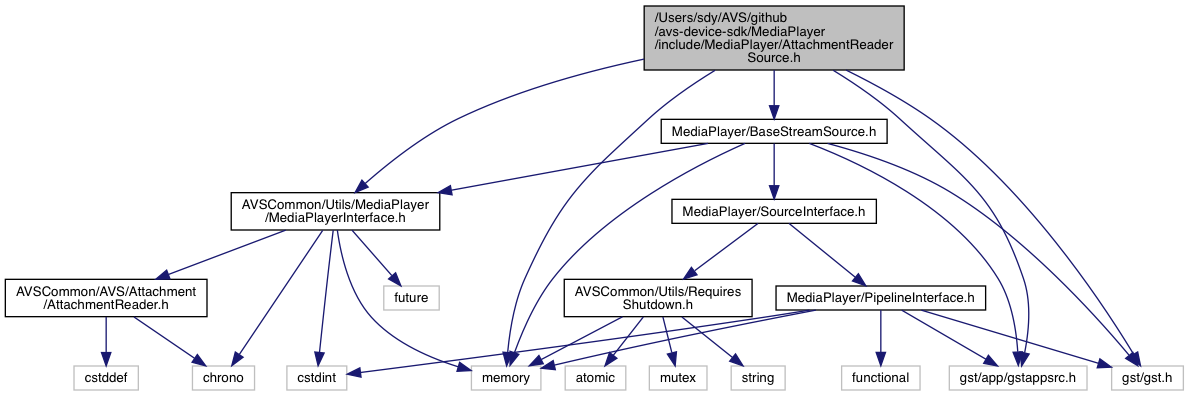 /Users/sdy/AVS/github
/avs-device-sdk/MediaPlayer
/include/MediaPlayer/AttachmentReader
Source.h
MediaPlayer/BaseStreamSource.h
AVSCommon/Utils/MediaPlayer
/MediaPlayerInterface.h
MediaPlayer/SourceInterface.h
AVSCommon/AVS/Attachment
/AttachmentReader.h
future
AVSCommon/Utils/Requires
Shutdown.h
MediaPlayer/PipelineInterface.h
cstddef
chrono
cstdint
memory
atomic
mutex
string
functional
gst/app/gstappsrc.h
gst/gst.h